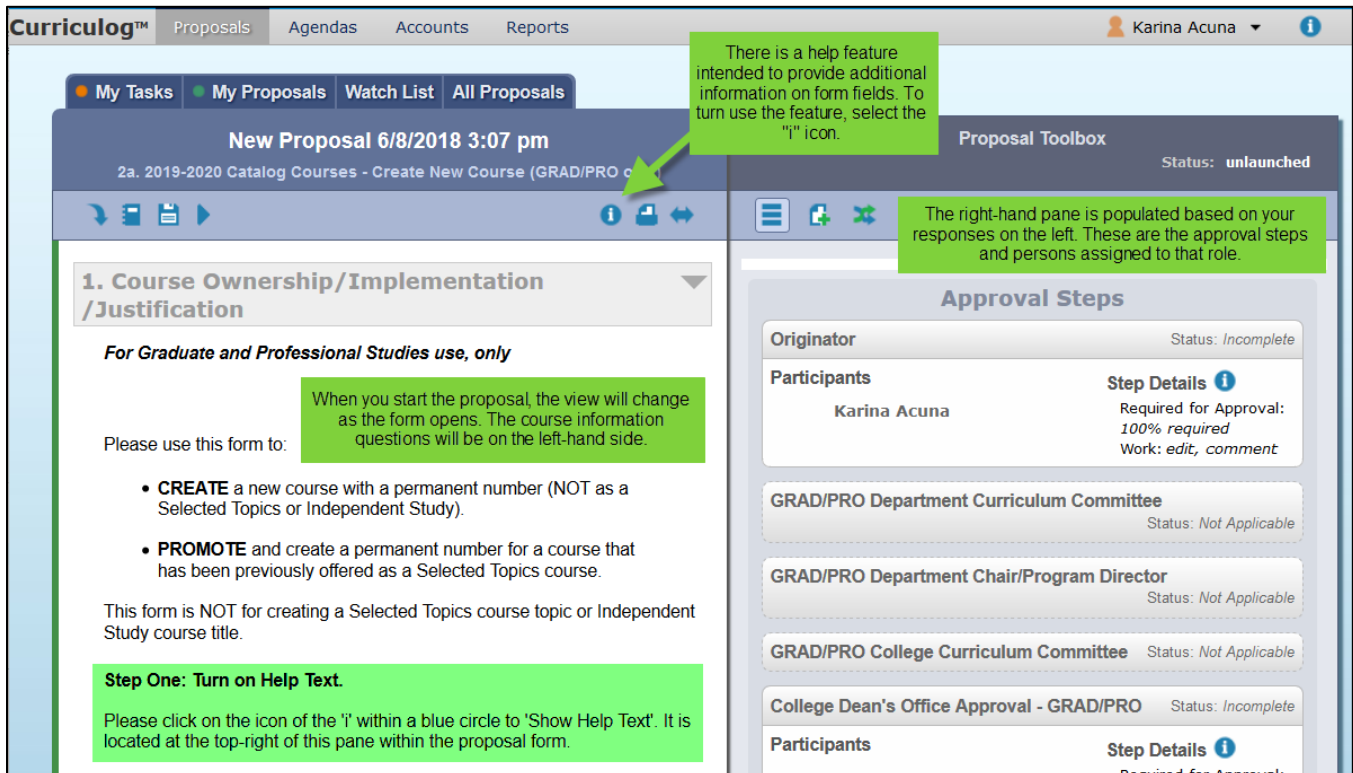 Curriculog™ Proposals Agendas Accounts Reports Karina Acuna
There is a help feature
intended to provide additional
information on form fields. To
turn use the feature, select the
"i" icon.
My Tasks My Proposals Watch List All Proposals
New Proposal 6/8/2018 3:07 pm
2a. 2019-2020 Catalog Courses - Create New Course (GRAD/PRO
Proposal Toolbox
Status: unlaunched
The right-hand pane is populated based on your
responses on the left. These are the approval steps
and persons assigned to that role.
1. Course Ownership/Implementation
/Justification
For Graduate and Professional Studies use, only
When you start the proposal, the view will change
as the form opens. The course information
questions will be on the left-hand side.
Please use this form to:
• CREATE a new course with a permanent number (NOT as a
Selected Topics or Independent Study).
• PROMOTE and create a permanent number for a course that
has been previously offered as a Selected Topics course.
This form is NOT for creating a Selected Topics course topic or Independent
Study course title.
Step One: Turn on Help Text.
Please click on the icon of the 'i' within a blue circle to 'Show Help Text'. It is
located at the top-right of this pane within the proposal form.
Approval Steps
Originator Status: Incomplete
Participants
Karina Acuna
Step Details
Required for Approval:
100% required
Work: edit, comment
GRAD/PRO Department Curriculum Committee
Status: Not Applicable
GRAD/PRO Department Chair/Program Director
Status: Not Applicable
GRAD/PRO College Curriculum Committee Status: Not Applicable
College Dean's Office Approval - GRAD/PRO Status: Incomplete
Participants
Step Details
Required for Approval: